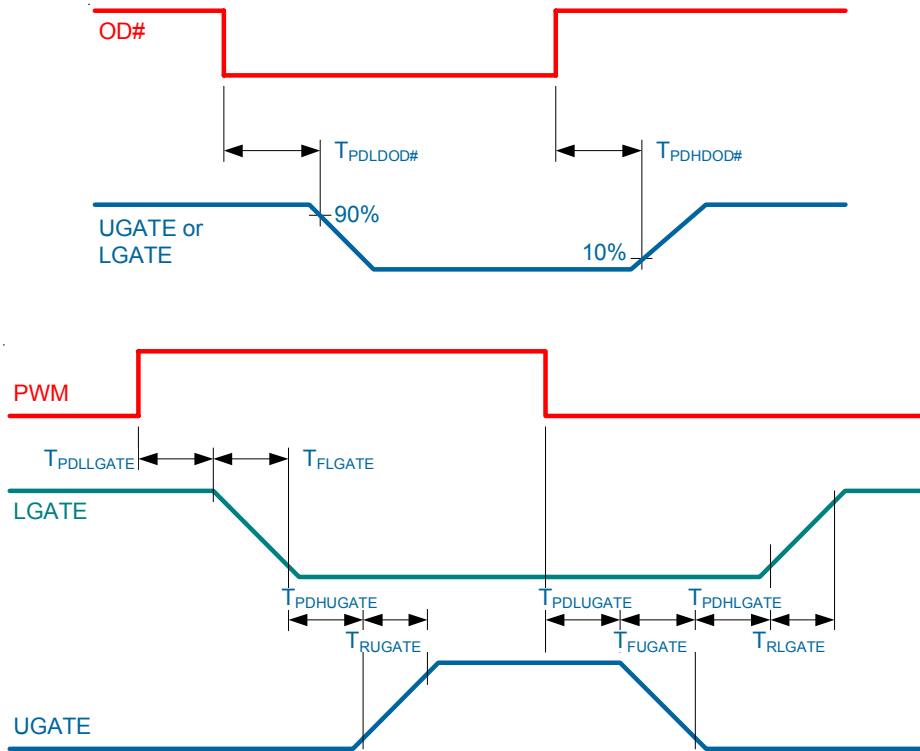 OD#
TPDLDOD#
TPDHDOD#
90%
UGATE or
LGATE
10%
PWM
TPDLLGATE
TFLGATE
LGATE
TPDHUGATE
TPDLUGATE
TPDHLGATE
TRUGATE
TFUGATE
TRLGATE
UGATE